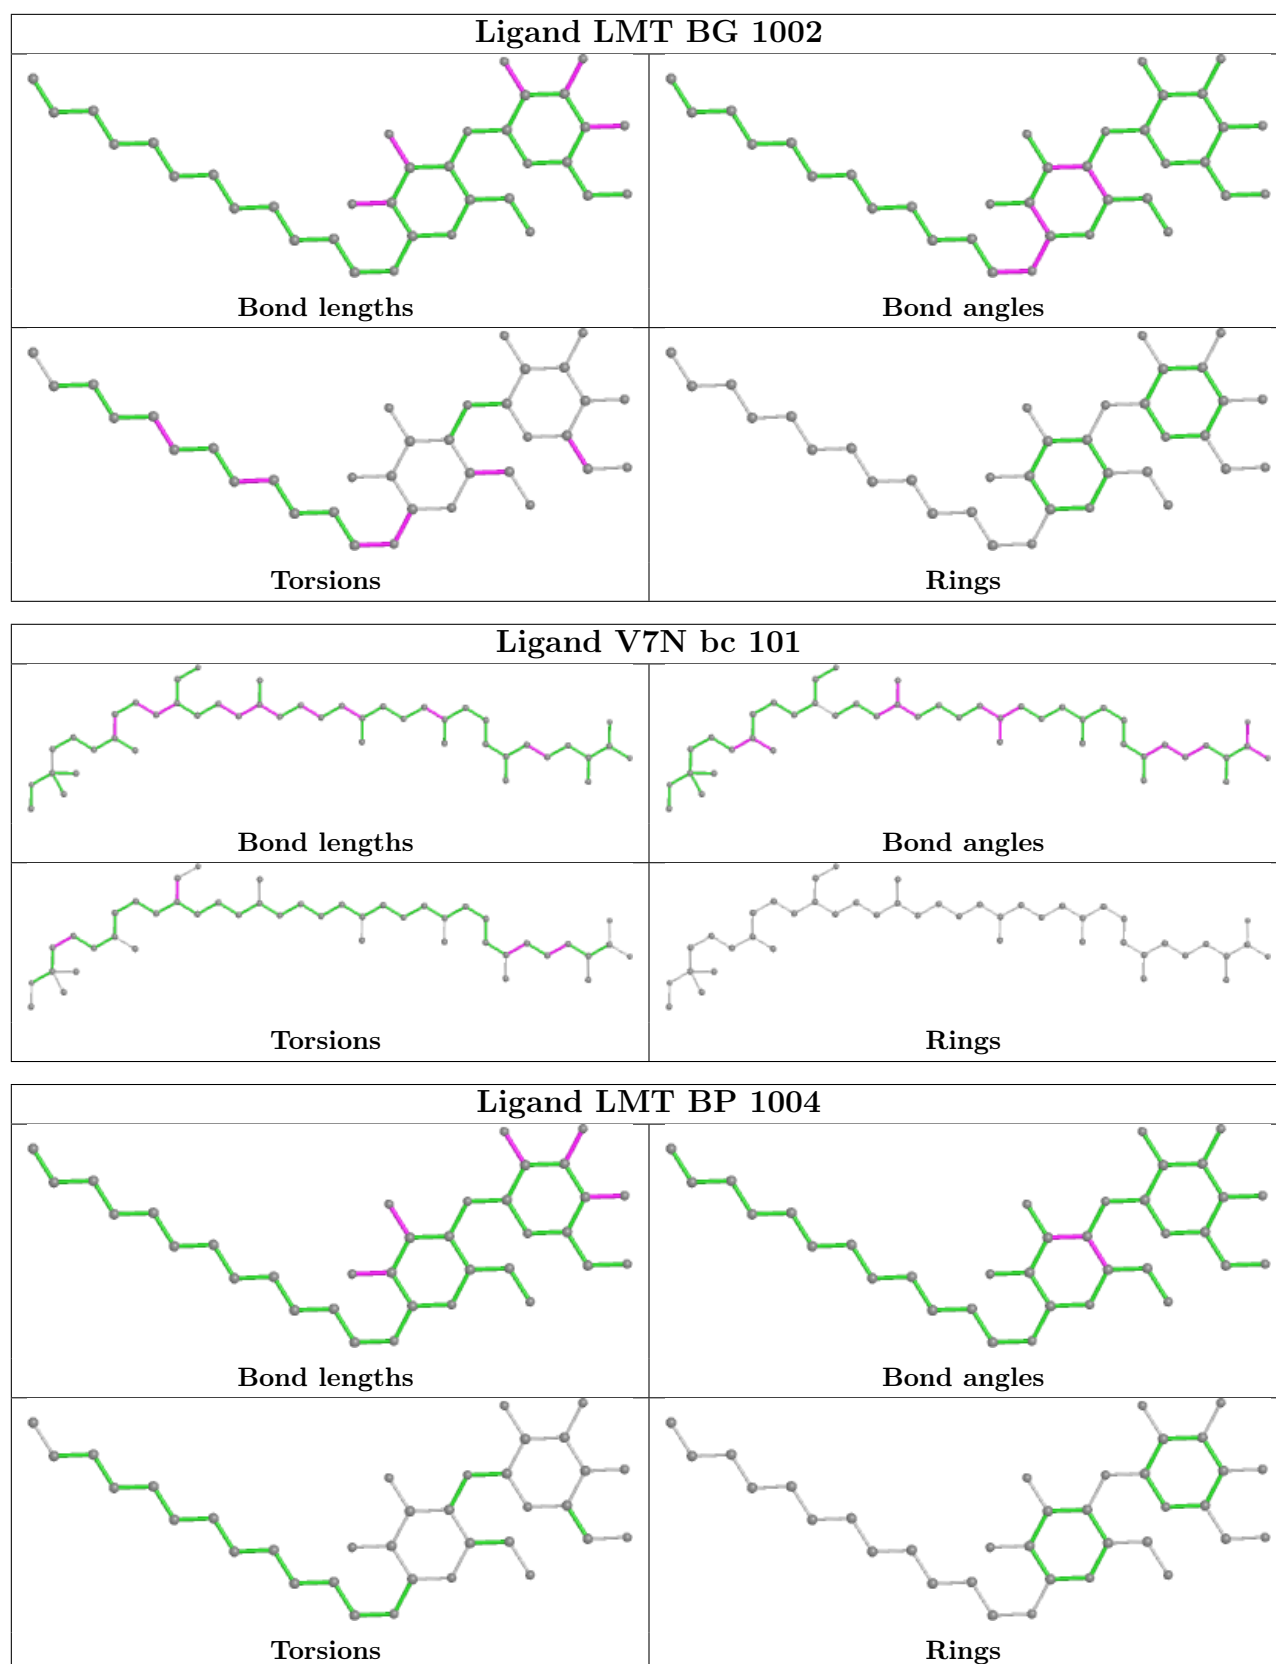 Ligand LMT BG 1002
Bond lengths
Bond angles
Torsions
Rings
Ligand V7N bc 101
Bond lengths
Bond angles
Torsions
Rings
Ligand LMT BP 1004
Bond lengths
Bond angles
Torsions
Rings